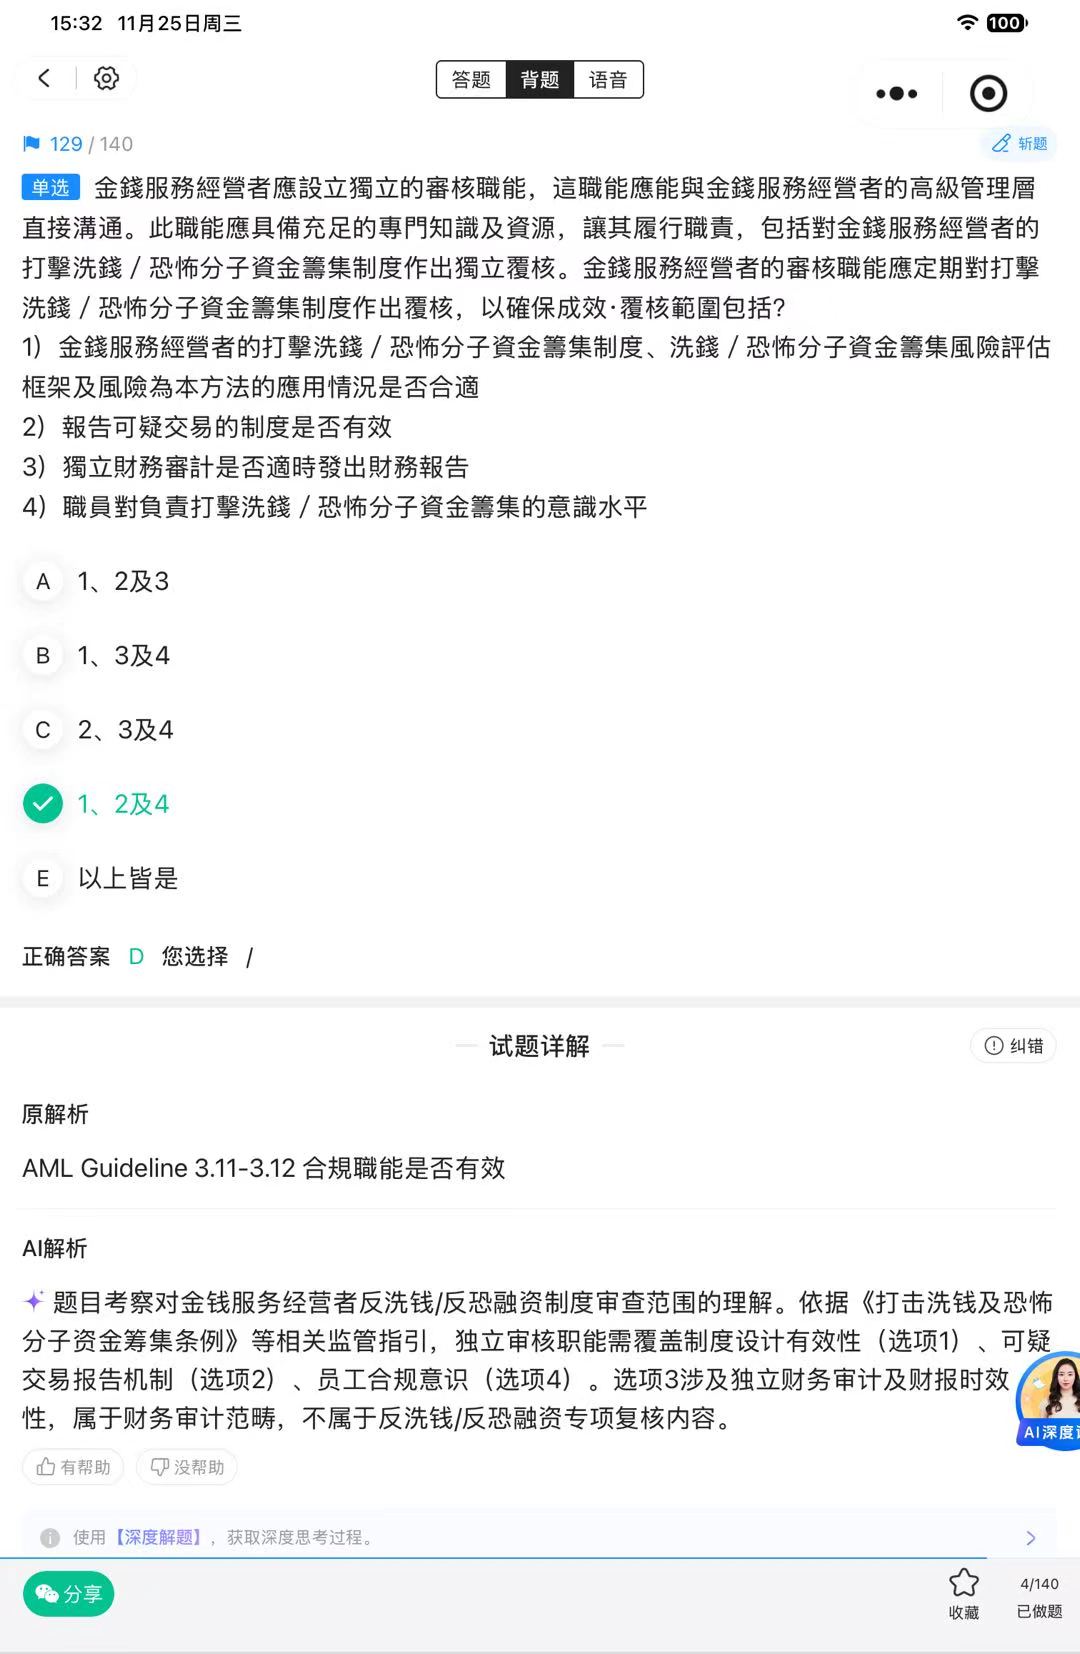 15:32 11月25日周三
100
答题 背题 语音
129 / 140
斩题
单选 金錢服務經營者應設立獨立的審核職能，這職能應能與金錢服務經營者的高級管理層
直接溝通。此職能應具備充足的專門知識及資源，讓其履行職責，包括對金錢服務經營者的
打擊洗錢 / 恐怖分子資金籌集制度作出獨立覆核。金錢服務經營者的審核職能應定期對打擊
洗錢 / 恐怖分子資金籌集制度作出覆核，以確保成效·覆核範圍包括?
1）金錢服務經營者的打擊洗錢 / 恐怖分子資金籌集制度、洗錢 / 恐怖分子資金籌集風險評估
框架及風險為本方法的應用情況是否合適
2）報告可疑交易的制度是否有效
3）獨立財務審計是否適時發出財務報告
4）職員對負責打擊洗錢 / 恐怖分子資金籌集的意識水平
A 1、2及3
B 1、3及4
C 2、3及4
1、2及4
E 以上皆是
正确答案 D 您选择 /
试题详解
纠错
原解析
AML Guideline 3.11-3.12 合規職能是否有效
AI解析
题目考察对金钱服务经营者反洗钱/反恐融资制度审查范围的理解。依据《打击洗钱及恐怖
分子资金筹集条例》等相关监管指引，独立审核职能需覆盖制度设计有效性（选项1）、可疑
交易报告机制（选项2）、员工合规意识（选项4）。选项3涉及独立财务审计及财报时效
性，属于财务审计范畴，不属于反洗钱/反恐融资专项复核内容。
AI深度
有帮助 没帮助
使用【深度解题】，获取深度思考过程。
分享
收藏
4/140
已做题